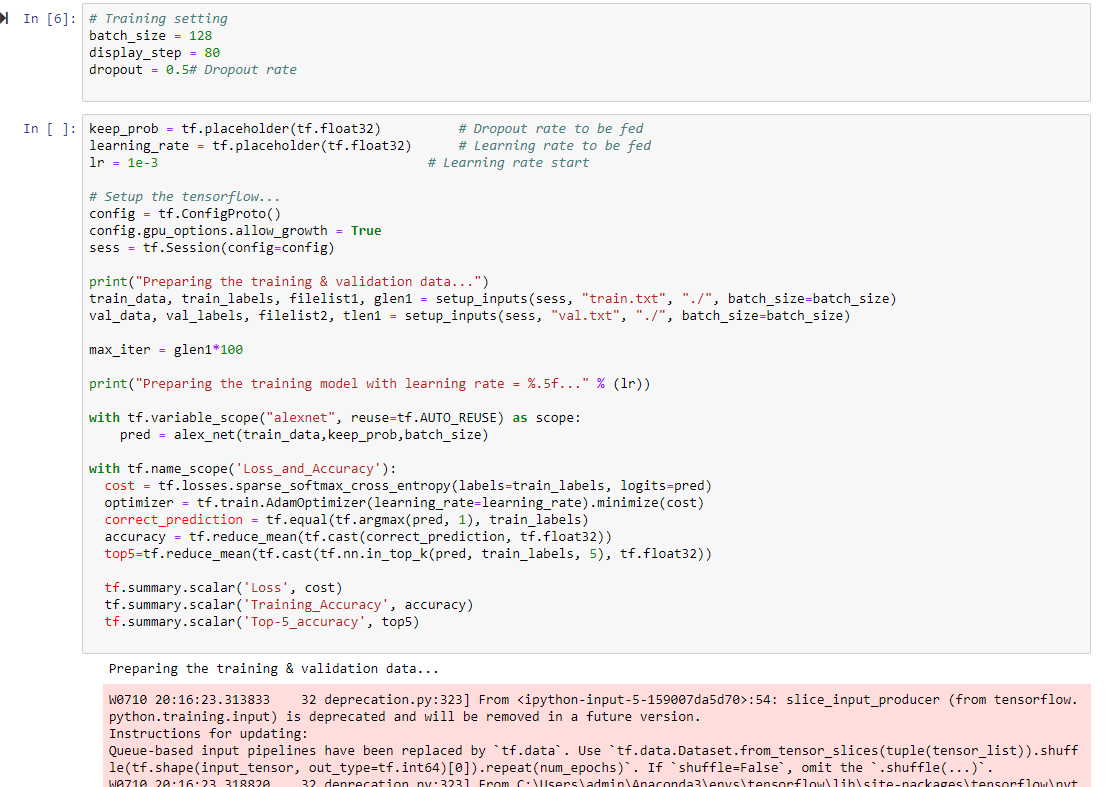 In [6]: # Training setting
batch_size = 128
display_step = 80
dropout = 0.5# Dropout rate
In [ ]: keep_prob = tf.placeholder(tf.float32) # Dropout rate to be fed
learning_rate = tf.placeholder(tf.float32) # Learning rate to be fed
lr = 1e-3 # Learning rate start
# Setup the tensorflow...
config = tf.ConfigProto()
config.gpu_options.allow_growth = True
sess = tf.Session(config=config)
print("Preparing the training & validation data...")
train_data, train_labels, filelist1, glen1 = setup_inputs(sess, "train.txt", "./", batch_size=batch_size)
val_data, val_labels, filelist2, tlen1 = setup_inputs(sess, "val.txt", "./", batch_size=batch_size)
max_iter = glen1*100
print("Preparing the training model with learning rate = %.5f..." % (lr))
with tf.variable_scope("alexnet", reuse=tf.AUTO_REUSE) as scope:
pred = alex_net(train_data,keep_prob,batch_size)
with tf.name_scope('Loss_and_Accuracy'):
cost = tf.losses.sparse_softmax_cross_entropy(labels=train_labels, logits=pred)
optimizer = tf.train.AdamOptimizer(learning_rate=learning_rate).minimize(cost)
correct_prediction = tf.equal(tf.argmax(pred, 1), train_labels)
accuracy = tf.reduce_mean(tf.cast(correct_prediction, tf.float32))
top5=tf.reduce_mean(tf.cast(tf.nn.in_top_k(pred, train_labels, 5), tf.float32))
tf.summary.scalar('Loss', cost)
tf.summary.scalar('Training_Accuracy', accuracy)
tf.summary.scalar('Top-5_accuracy', top5)
Preparing the training & validation data...
W0710 20:16:23.313833 32 deprecation.py:323] From <ipython-input-5-159007da5d70>:54: slice_input_producer (from tensorflow.
python.training.input) is deprecated and will be removed in a future version.
Instructions for updating:
Queue-based input pipelines have been replaced by `tf.data`. Use `tf.data.Dataset.from_tensor_slices(tuple(tensor_list)).shuff
le(tf.shape(input_tensor, out_type=tf.int64)[0]).repeat(num_epochs)`. If `shuffle=False`, omit the `.shuffle(...)`.
W0710 20:16:23.318820 32 deprecation.py:323] From C:\Users\admin\Anaconda3\envs\tensorflow\lib\site-packages\tensorflow\pyt